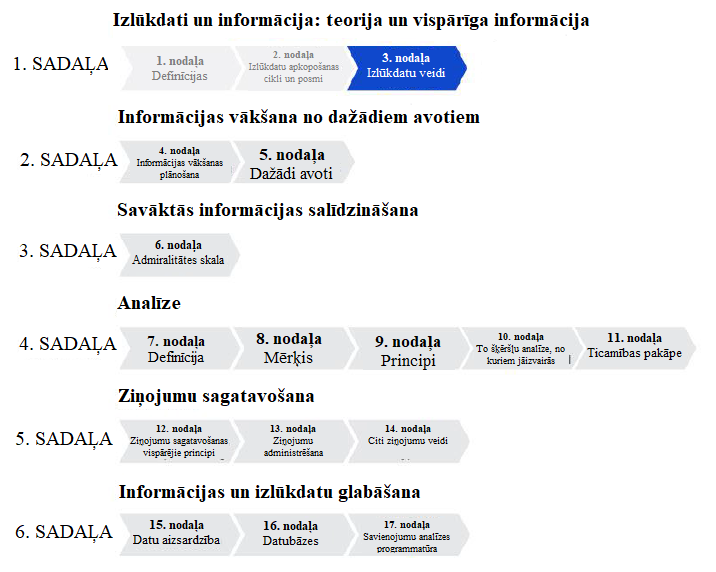 Izlūkdati un informācija: teorija un vispārīga informācija
1. SADAĻA
1. nodaļa
Definīcijas
2. nodaļa
Izlūkdatu apkopošanas
cikli un posmi
3. nodaļa
Izlūkdatu veidi
Informācijas vākšana no dažādiem avotiem
2. SADAĻA
4. nodaļa
Informācijas vākšanas
plānošana
5. nodaļa
Dažādi avoti
Savāktās informācijas salīdzināšana
3. SADAĻA
6. nodaļa
Admiralitātes skala
Analīze
4. SADAĻA
7. nodaļa
Definīcija
8. nodaļa
Mērķis
9. nodaļa
Principi
10. nodaļa
To šķēršļu analīze, no
kuriem jāizvairās
11. nodaļa
Ticamības pakāpe
Ziņojumu sagatavošana
5. SADAĻA
12. nodaļa
Ziņojumu sagatavošanas
vispārējie principi
13. nodaļa
Ziņojumu
administrēšana
14. nodaļa
Citi ziņojumu veidi
Informācijas un izlūkdatu glabāšana
6. SADAĻA
15. nodaļa
Datu aizsardzība
16. nodaļa
Datubāzes
17. nodaļa
Savienojumu analīzes
programmatūra